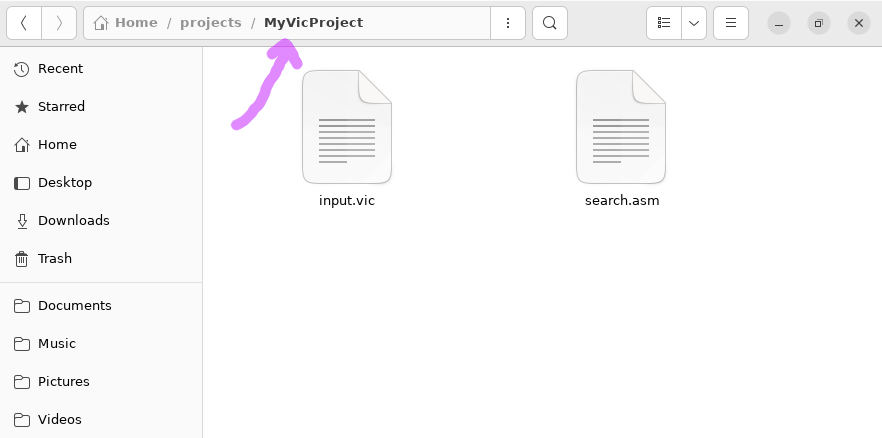 Home / projects / MyVicProject
Recent
Starred
Home
Desktop
Downloads
Trash
Documents
Music
Pictures
Videos
input.vic
search.asm